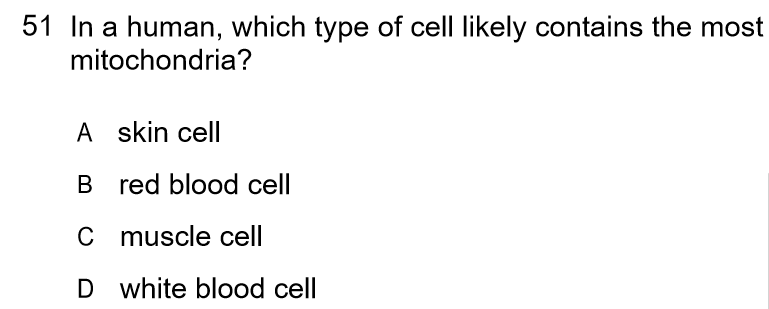 51 In a human, which type of cell likely contains the most
mitochondria?
A skin cell
B red blood cell
C muscle cell
D white blood cell